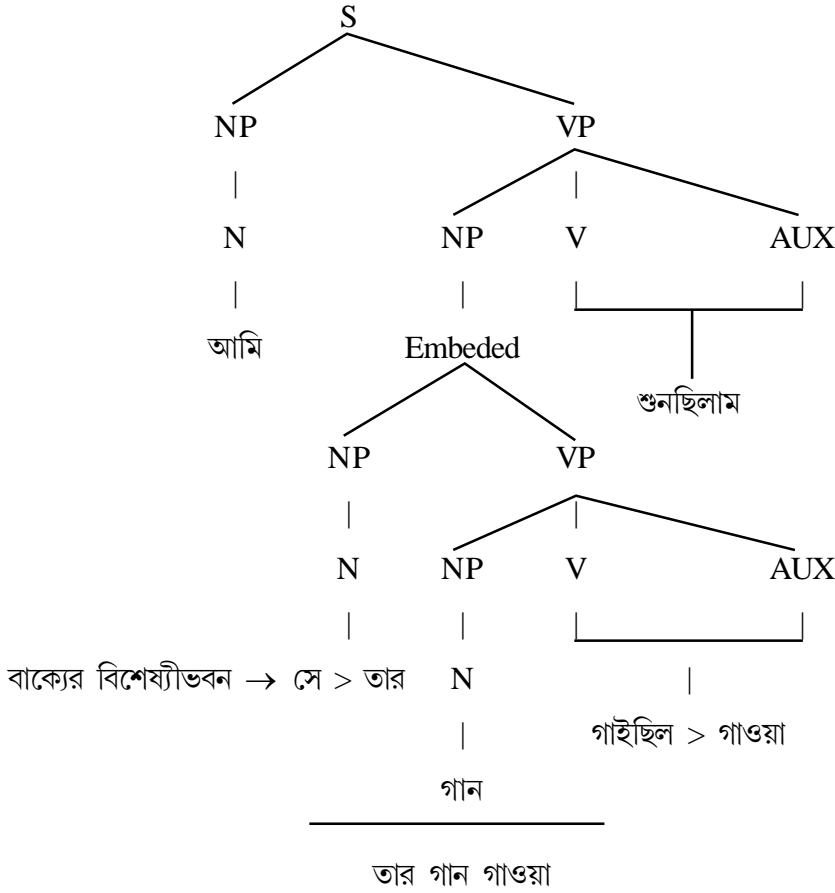 S
NP VP
| |
N NP V AUX
| | | |
আমি Embeded
শুনছিলাম
NP VP
| |
N NP V AUX
| | | |
বাক্যের বিশেষ্যীভবন → সে > তার N |
| গাইছিল > গাওয়া
গান
তার গান গাওয়া